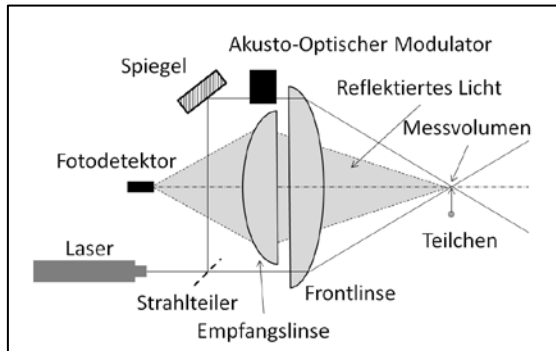 Akusto-Optischer Modulator
Spiegel
Reflektiertes Licht
Messvolumen
Fotodetektor
Teilchen
Laser
Strahlteiler
Frontlinse
Empfangslinse